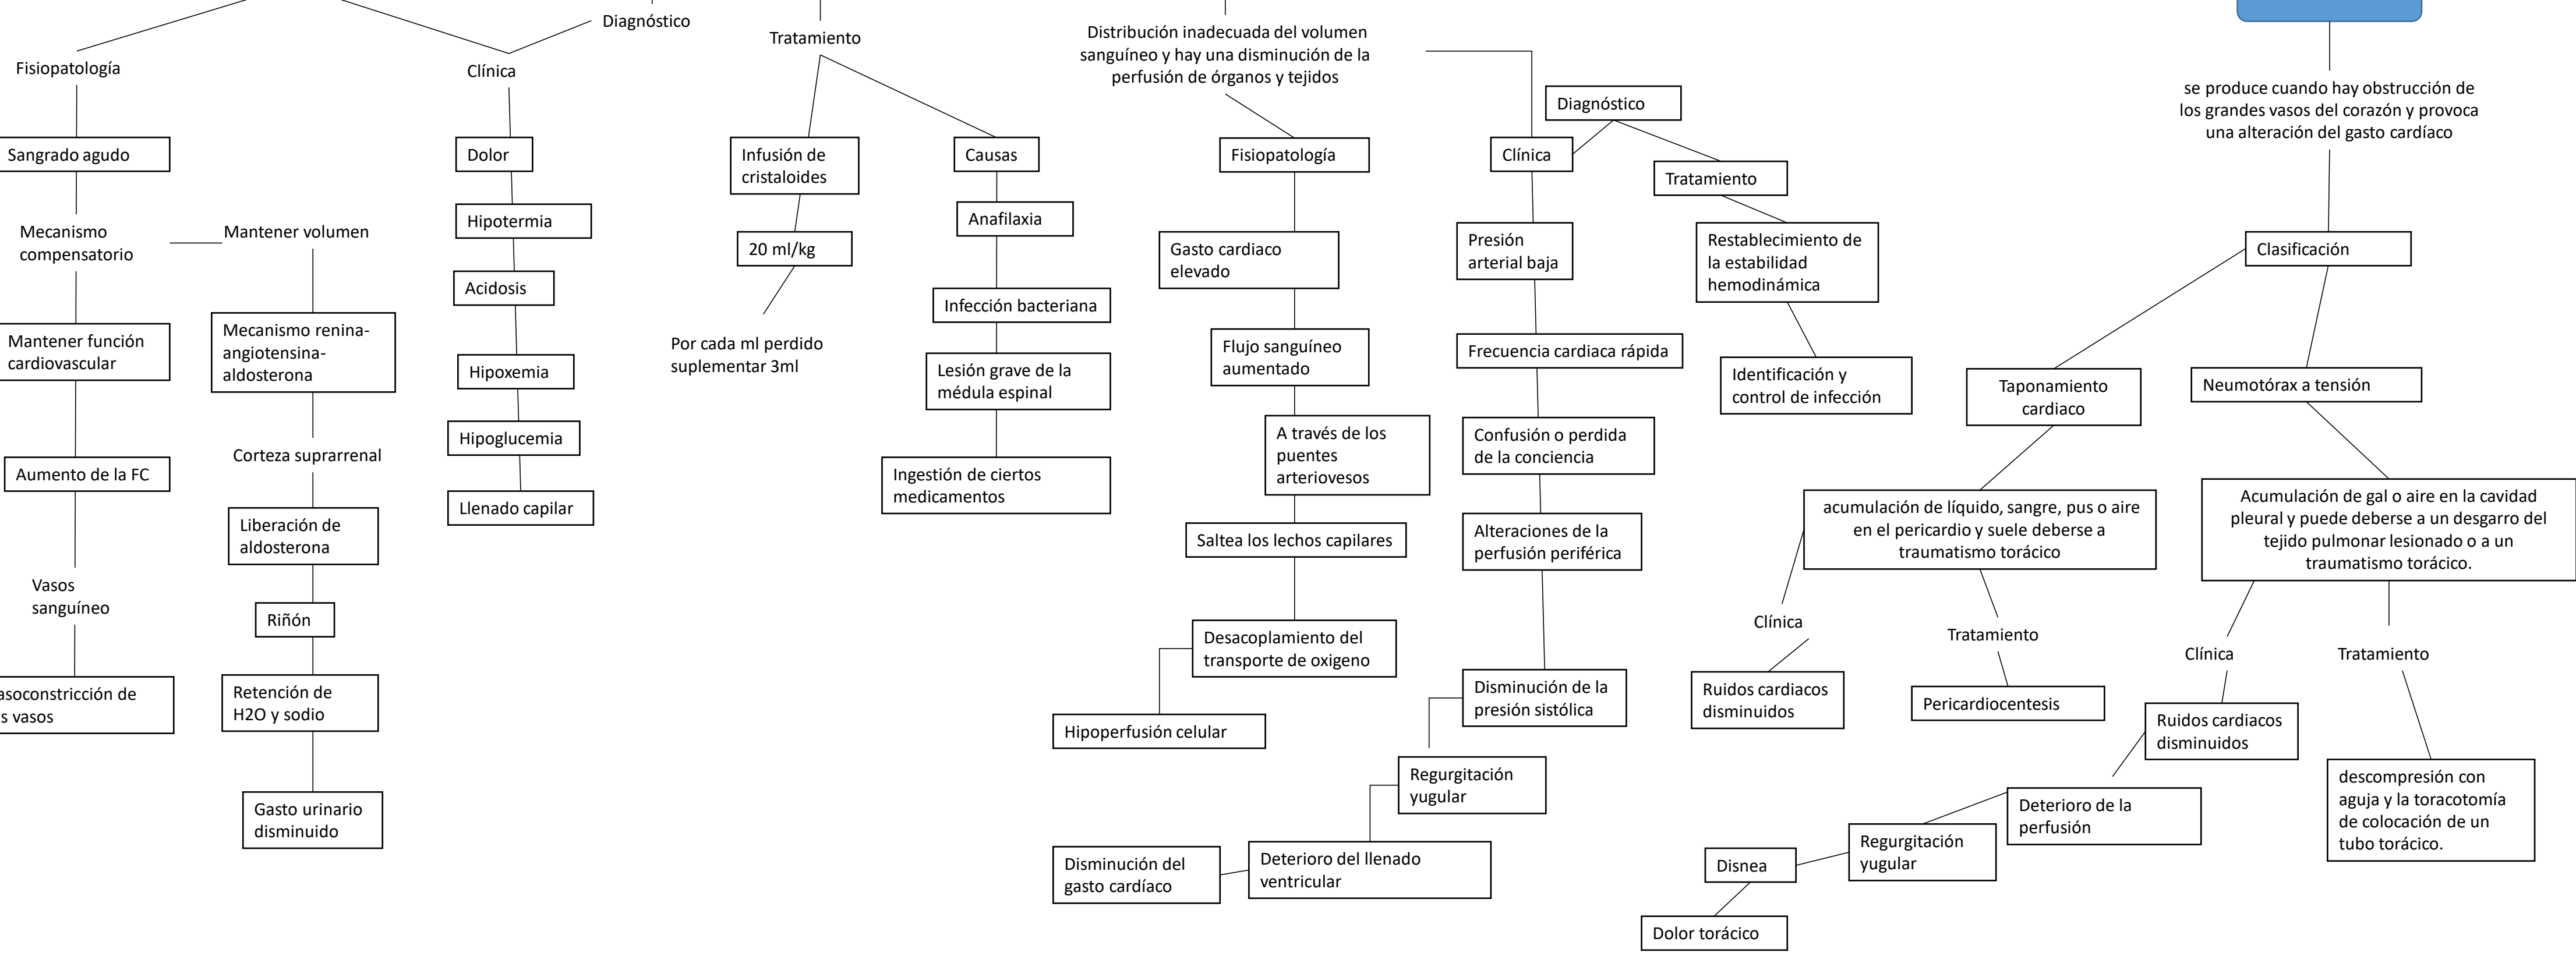 Diagnóstico
Fisiopatología
Clínica
Sangrado agudo
Mecanismo
compensatorio
Mantener volumen
Mantener función
cardiovascular
Mecanismo renina-
angiotensina-
aldosterona
Aumento de la FC
Corteza suprarrenal
Liberación de
aldosterona
Vasos
sanguíneo
Riñón
asoconstricción de
s vasos
Retención de
H2O y sodio
Gasto urinario
disminuido
Dolor
Hipotermia
Acidosis
Hipoxemia
Hipoglucemia
Llenado capilar
Tratamiento
Infusión de
cristaloides
20 ml/kg
Por cada ml perdido
suplementar 3ml
Causas
Anafilaxia
Infección bacteriana
Lesión grave de la
médula espinal
Ingestión de ciertos
medicamentos
Distribución inadecuada del volumen
sanguíneo y hay una disminución de la
perfusión de órganos y tejidos
Fisiopatología
Gasto cardiaco
elevado
Flujo sanguíneo
aumentado
A través de los
puentes
arteriovesos
Saltea los lechos capilares
Desacoplamiento del
transporte de oxigeno
Hipoperfusión celular
Diagnóstico
Clínica
Tratamiento
Presión
arterial baja
Restablecimiento de
la estabilidad
hemodinámica
Frecuencia cardiaca rápida
Identificación y
control de infección
Confusión o perdida
de la conciencia
Alteraciones de la
perfusión periférica
Disminución de la
presión sistólica
Regurgitación
yugular
Deterioro del llenado
ventricular
Disminución del
gasto cardíaco
se produce cuando hay obstrucción de
los grandes vasos del corazón y provoca
una alteración del gasto cardíaco
Clasificación
Taponamiento
cardiaco
Neumotórax a tensión
acumulación de líquido, sangre, pus o aire
en el pericardio y suele deberse a
traumatismo torácico
Acumulación de gal o aire en la cavidad
pleural y puede deberse a un desgarro del
tejido pulmonar lesionado o a un
traumatismo torácico.
Clínica
Tratamiento
Ruidos cardiacos
disminuidos
Pericardiocentesis
Clínica
Tratamiento
Ruidos cardiacos
disminuidos
descompresión con
aguja y la toracotomía
de colocación de un
tubo torácico.
Deterioro de la
perfusión
Regurgitación
yugular
Disnea
Dolor torácico